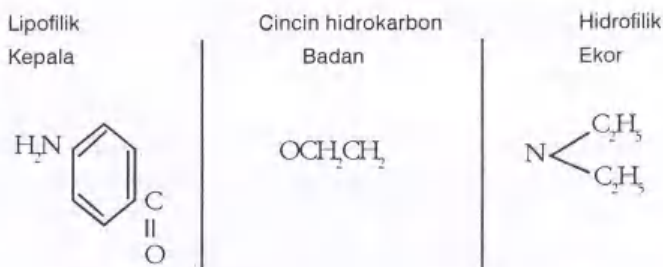 Lipofilik Cincin hidrokarbon Hidrofilik
Kepala Badan Ekor
H₂N
C
O
OCH₂CH₂
N
C₂H₅
C₂H₅